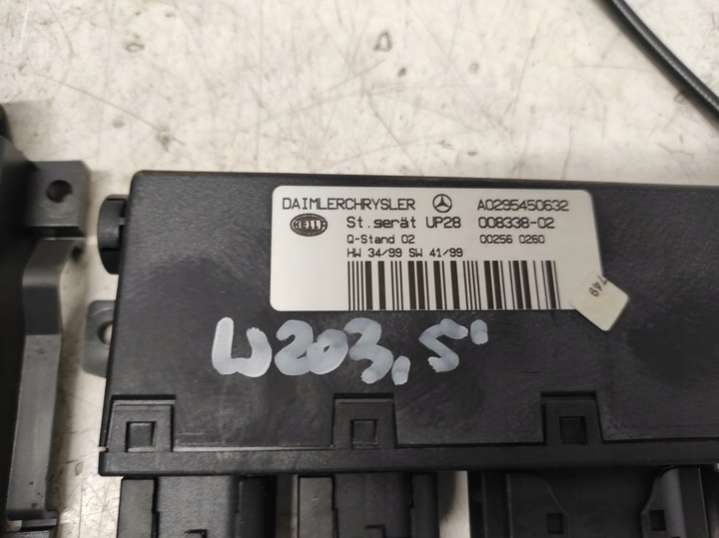 DAIMLERCHRYSLER A0295450632
HELLA St.gerät UP28 008338-02
Q-Stand 02 00256 0260
HW 34/99 SW 41/99
749
W203,5'